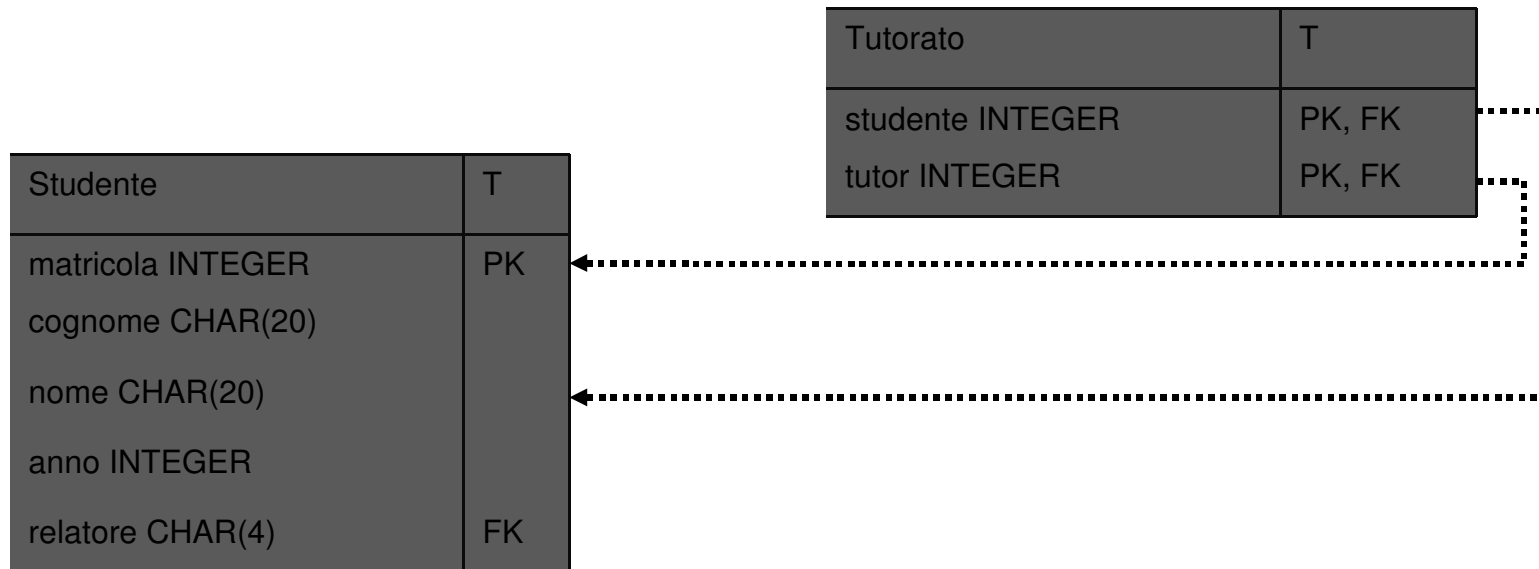 Tutorato T
studente INTEGER PK, FK
tutor INTEGER PK, FK
Studente T
matricola INTEGER PK
cognome CHAR(20)
nome CHAR(20)
anno INTEGER
relatore CHAR(4) FK